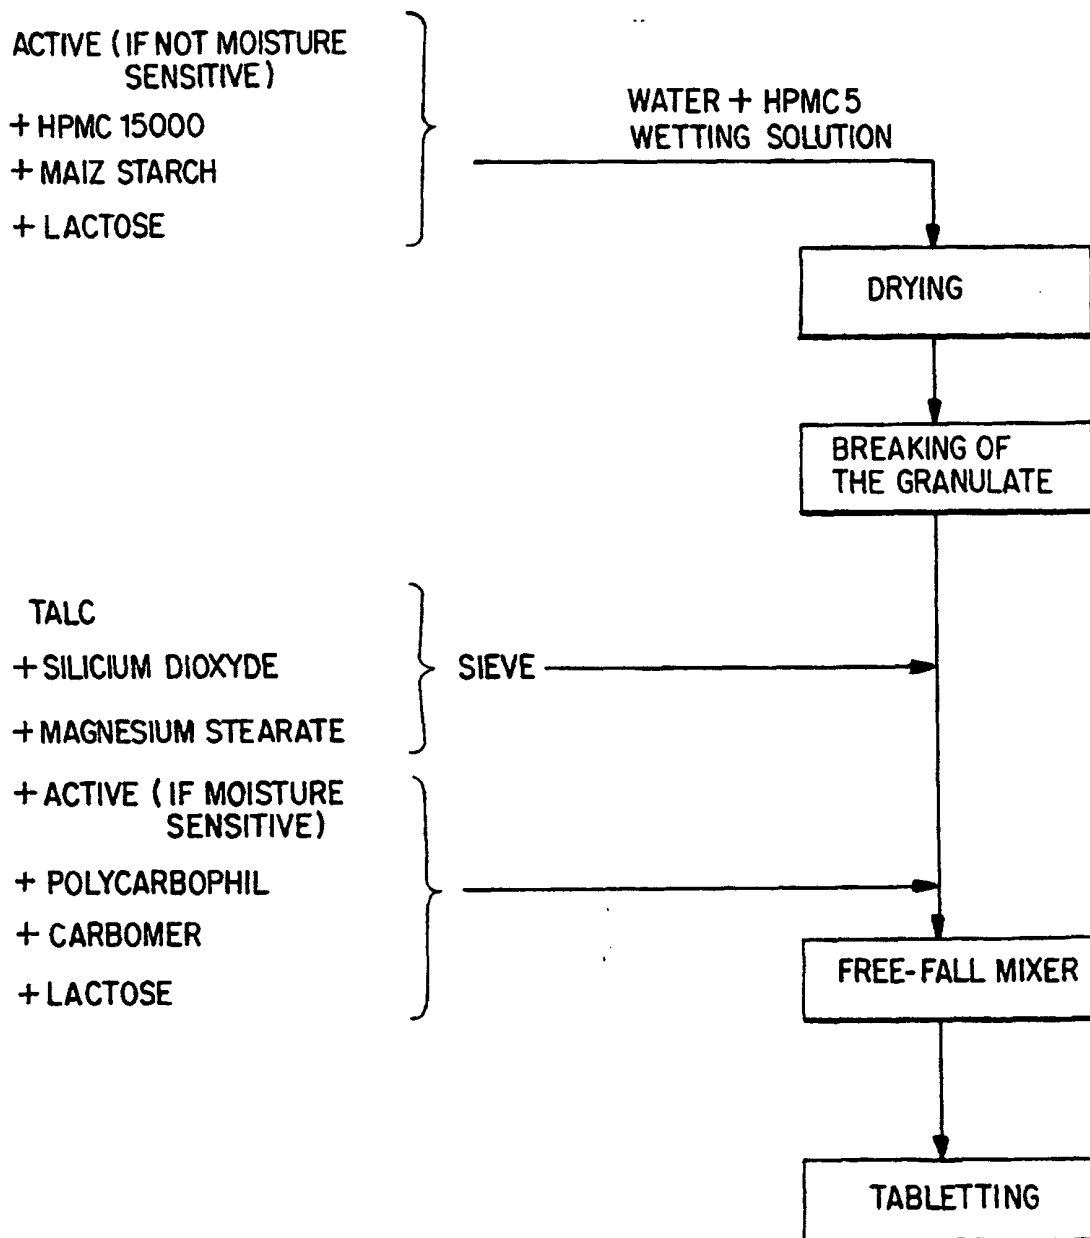 ACTIVE (IF NOT MOISTURE
SENSITIVE)
+ HPMC 15000
+ MAIZ STARCH
+ LACTOSE
WATER + HPMC 5
WETTING SOLUTION
DRYING
BREAKING OF
THE GRANULATE
TALC
+ SILICIUM DIOXYDE
+ MAGNESIUM STEARATE
SIEVE
+ ACTIVE (IF MOISTURE
SENSITIVE)
+ POLYCARBOPHIL
+ CARBOMER
+ LACTOSE
FREE-FALL MIXER
TABLETTING